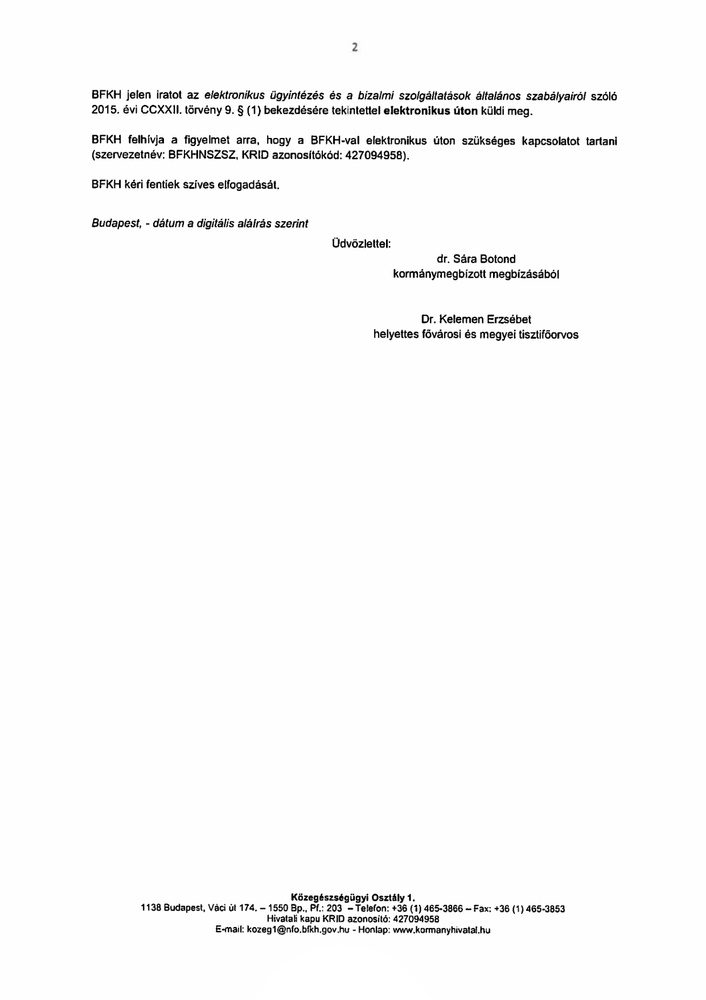 2
BFKH jelen iratot az elektronikus ügyintézés és a bizalmi szolgáltatások általános szabályairól szóló
2015. évi CCXXII. törvény 9. § (1) bekezdésére tekintettel elektronikus úton küldi meg.
BFKH felhívja a figyelmet arra, hogy a BFKH-val elektronikus úton szükséges kapcsolatot tartani
(szervezetnév: BFKHNSZSZ, KRID azonosítókód: 427094958).
BFKH kéri fentiek szíves elfogadását.
Budapest, - dátum a digitális aláírás szerint
Üdvözlettel:
dr. Sára Botond
kormánymegbízott megbízásából
Dr. Kelemen Erzsébet
helyettes fővárosi és megyei tisztifőorvos
Közegészségügyi Osztály 1.
1138 Budapest, Váci út 174. – 1550 Bp., Pf.: 203 – Telefon: +36 (1) 465-3866 – Fax: +36 (1) 465-3853
Hivatali kapu KRID azonosító: 427094958
E-mail: kozeg1@nfo.bfkh.gov.hu - Honlap: www.kormanyhivatal.hu